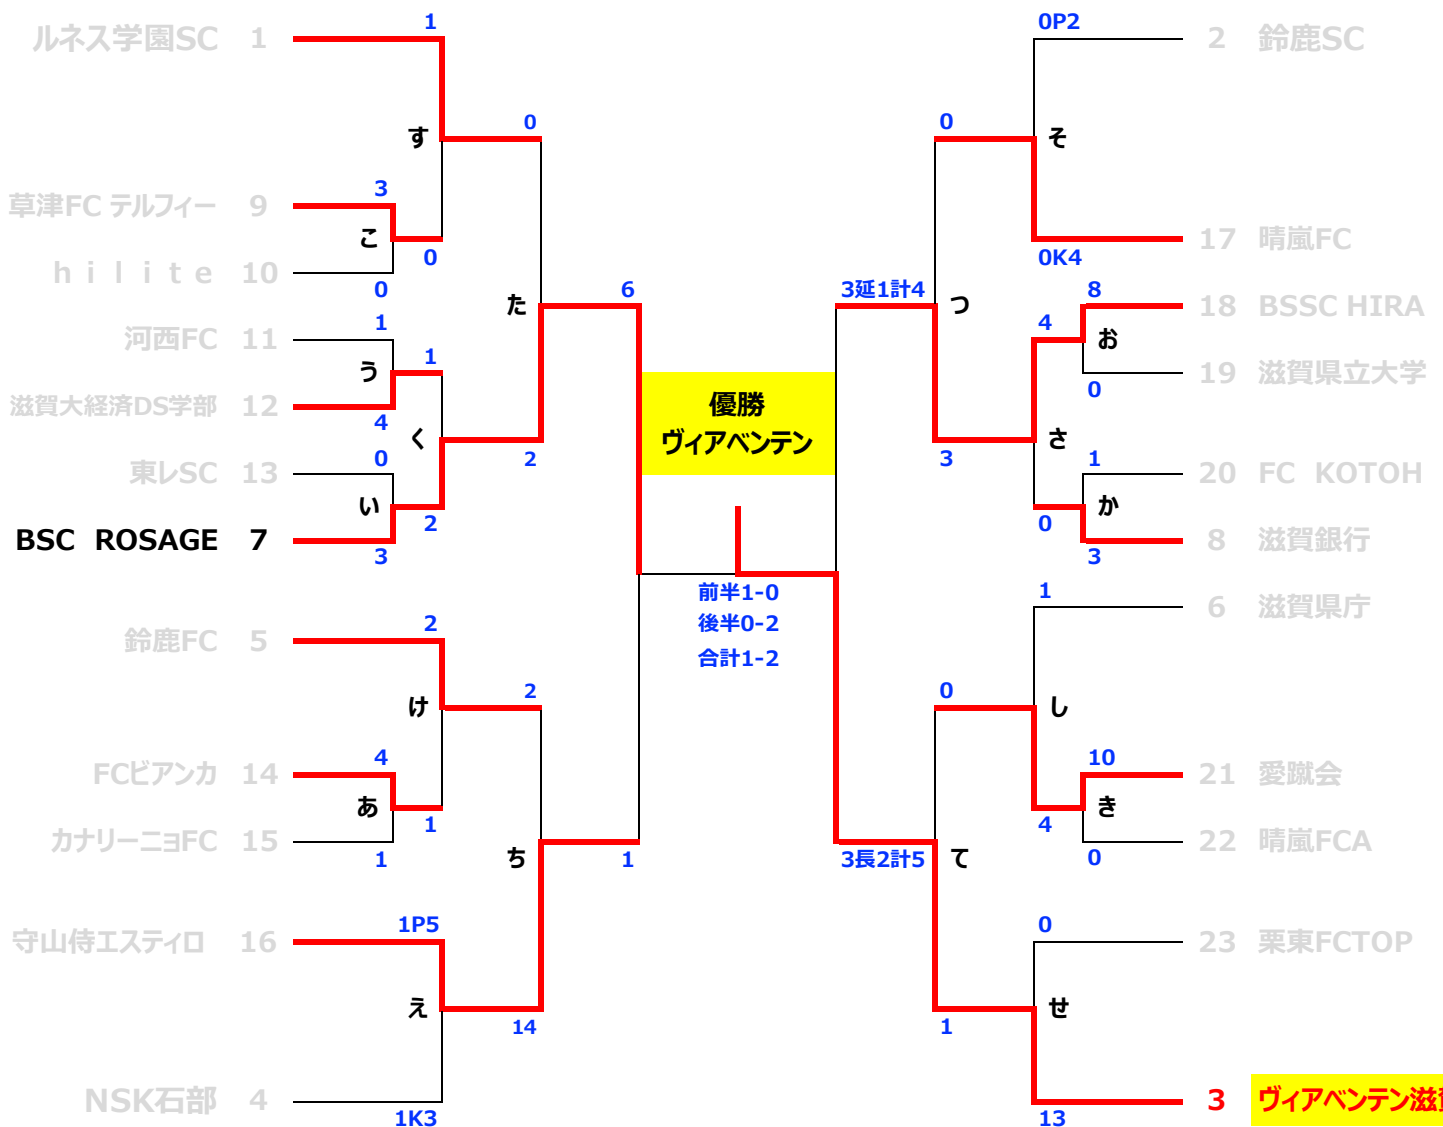 1
ルネス学園SC 1
0
す
3
草津FC テルフィー 9
こ
0
hilite 10
0
1
河西FC 11
う
1
滋賀大経済DS学部 12
4
く
0
東レSC 13
い
2
BSC ROSAGE 7
3
た
2
6
2
鈴鹿FC 5
け
2
4
FCビアンカ 14
あ
1
カナリーニョFC 15
1
ち
1
1P5
守山侍エスティロ 16
え
14
NSK石部 4
1K3
優勝
ヴィアベンテン
前半1-0
後半0-2
合計1-2
0P2
2 鈴鹿SC
0
そ
17 晴嵐FC
0K4
3延1計4
つ
8
18 BSSC HIRA
4
お
19 滋賀県立大学
0
さ
3
1
20 FC KOTOH
か
0
8 滋賀銀行
3
1
6 滋賀県庁
0
し
10
21 愛蹴会
き
4
22 晴嵐FCA
0
3長2計5
て
0
23 栗東FCTOP
せ
1
3 ヴィアベンテン滋賀
13